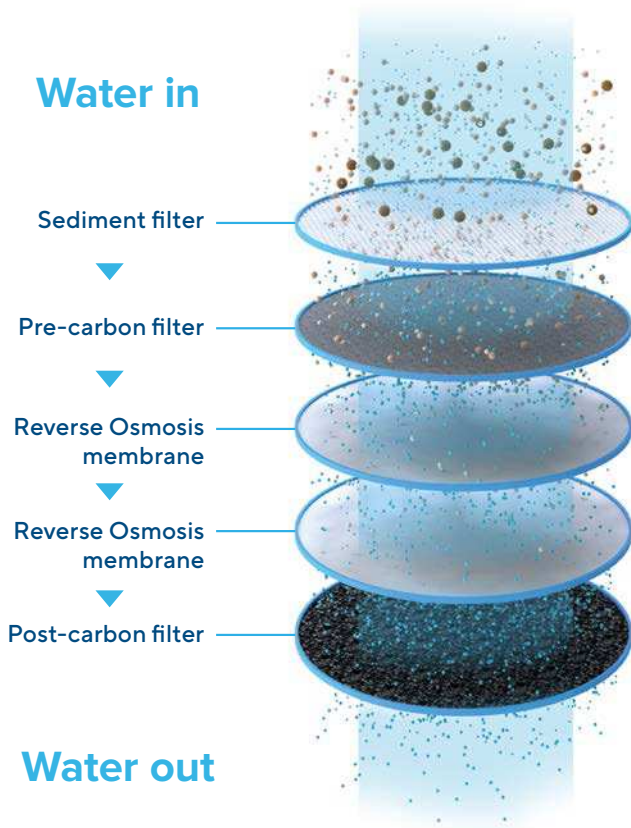 Water in
Sediment filter
Pre-carbon filter
Reverse Osmosis
membrane
Reverse Osmosis
membrane
Post-carbon filter
Water out